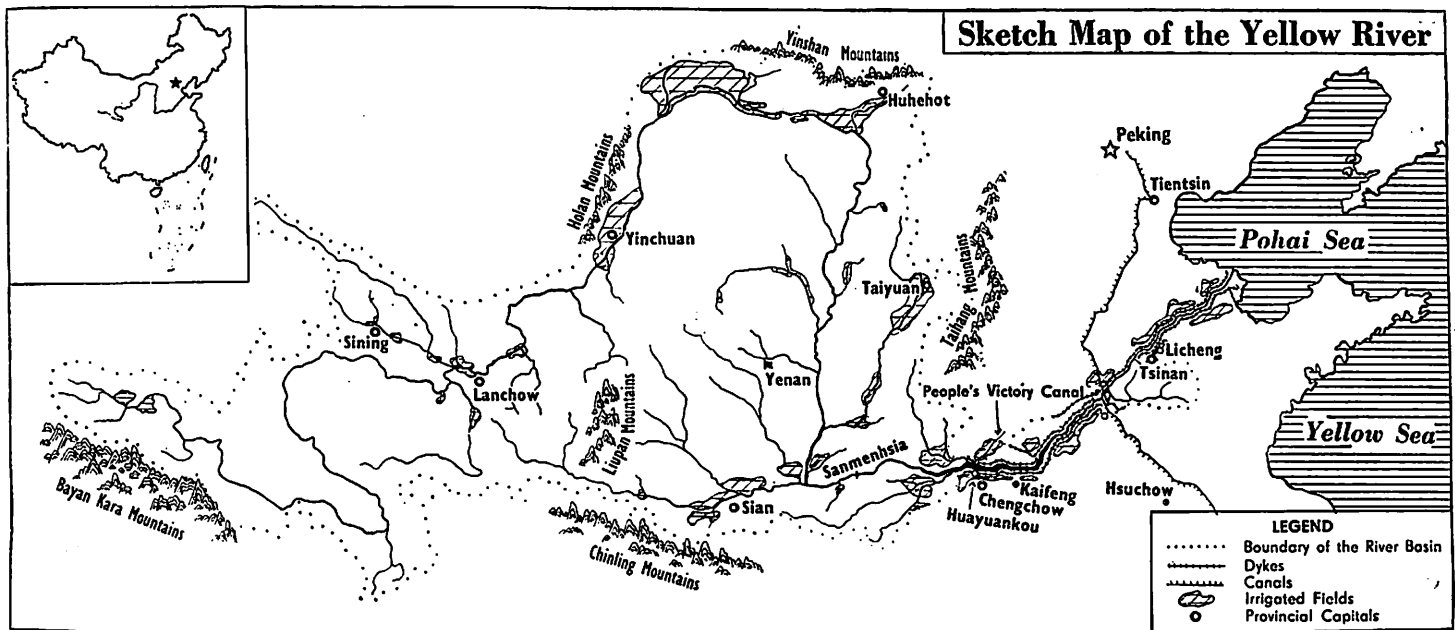 Sketch Map of the Yellow River
Yinshan Mountains
Huhehot
Peking
Holan Mountains
Tientsin
Yinchuan
Pohai Sea
Taiyuan
Taihang Mountains
Sining
Licheng
Tsinan
Lanchow
Yenan
People's Victory Canal
Liupan Mountains
Yellow Sea
Sanmenhsia
Bayan Kara Mountains
Kaifeng
Hsuchow
Sian
Chengchow
Huayuankou
Chinling Mountains
LEGEND
Boundary of the River Basin
Dykes
Canals
Irrigated Fields
Provincial Capitals